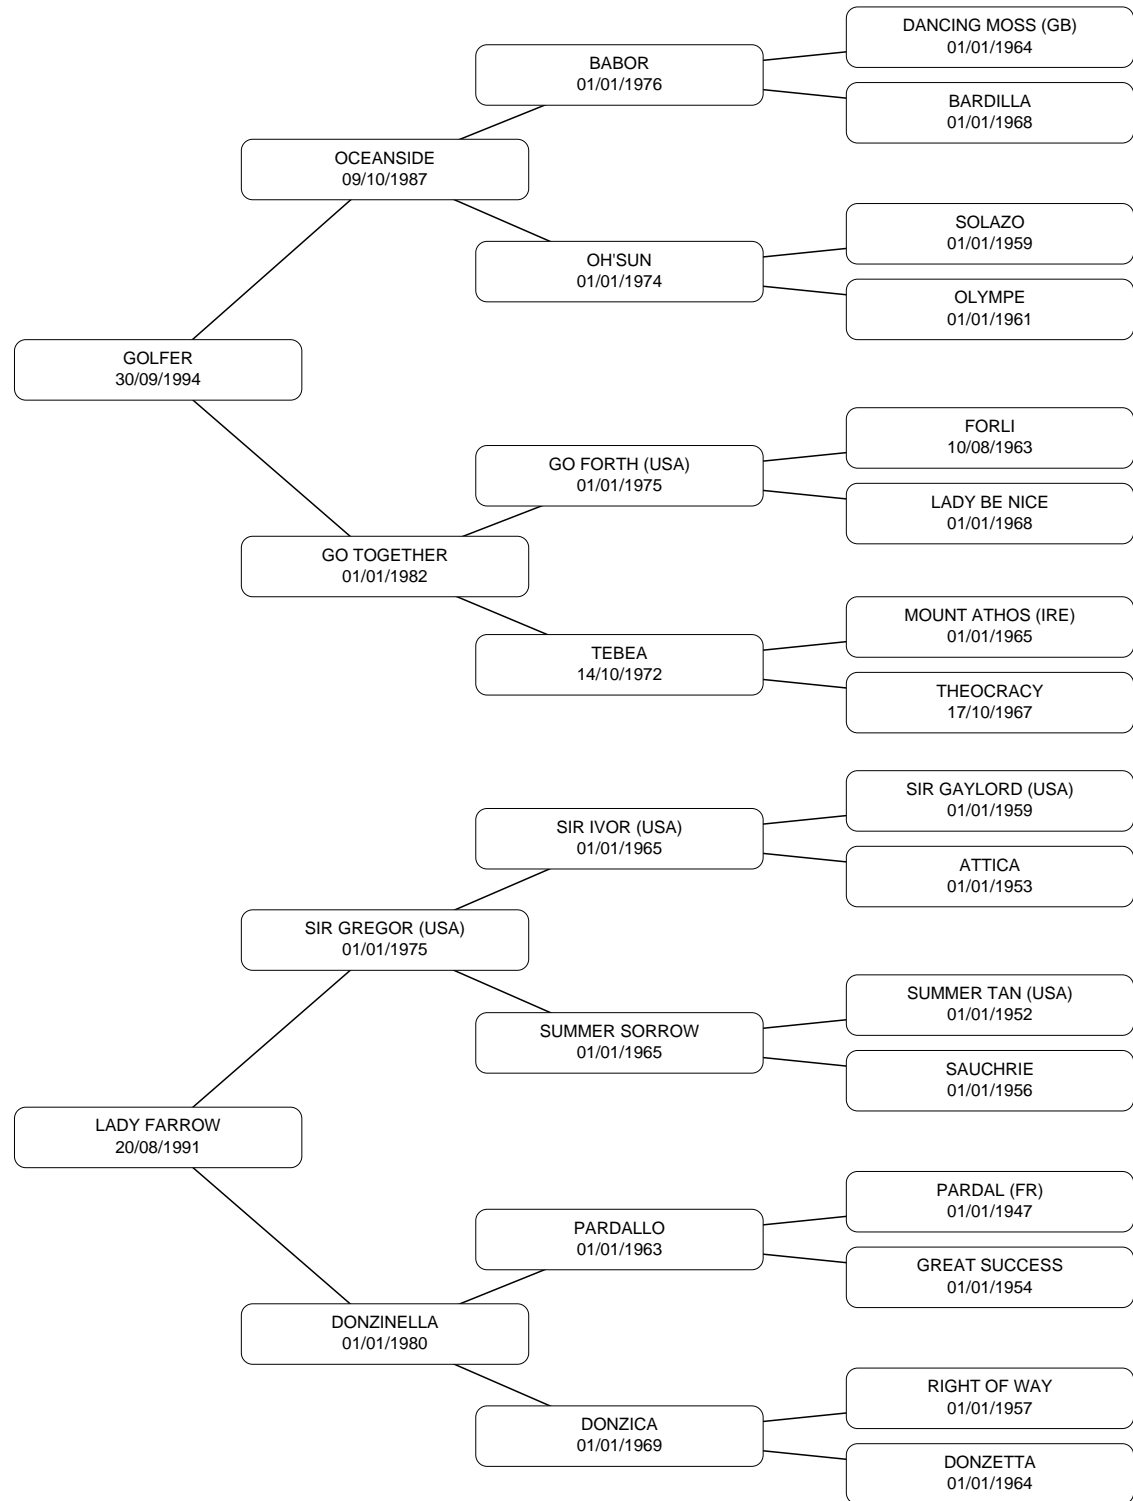 DANCING MOSS (GB)
01/01/1964
BABOR
01/01/1976
BARDILLA
01/01/1968
OCEANSIDE
09/10/1987
SOLAZO
01/01/1959
OH'SUN
01/01/1974
OLYMPE
01/01/1961
GOLFER
30/09/1994
FORLI
10/08/1963
GO FORTH (USA)
01/01/1975
LADY BE NICE
01/01/1968
GO TOGETHER
01/01/1982
MOUNT ATHOS (IRE)
01/01/1965
TEBEA
14/10/1972
THEOCRACY
17/10/1967
SIR GAYLORD (USA)
01/01/1959
SIR IVOR (USA)
01/01/1965
ATTICA
01/01/1953
SIR GREGOR (USA)
01/01/1975
SUMMER TAN (USA)
01/01/1952
SUMMER SORROW
01/01/1965
SAUCHRIE
01/01/1956
LADY FARROW
20/08/1991
PARDAL (FR)
01/01/1947
PARDALLO
01/01/1963
GREAT SUCCESS
01/01/1954
DONZINELLA
01/01/1980
RIGHT OF WAY
01/01/1957
DONZICA
01/01/1969
DONZETTA
01/01/1964